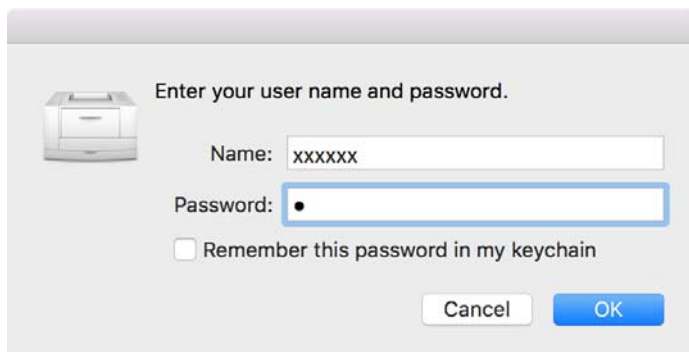 Enter your user name and password.
Name: xxxxxx
Password: •
Remember this password in my keychain
Cancel OK